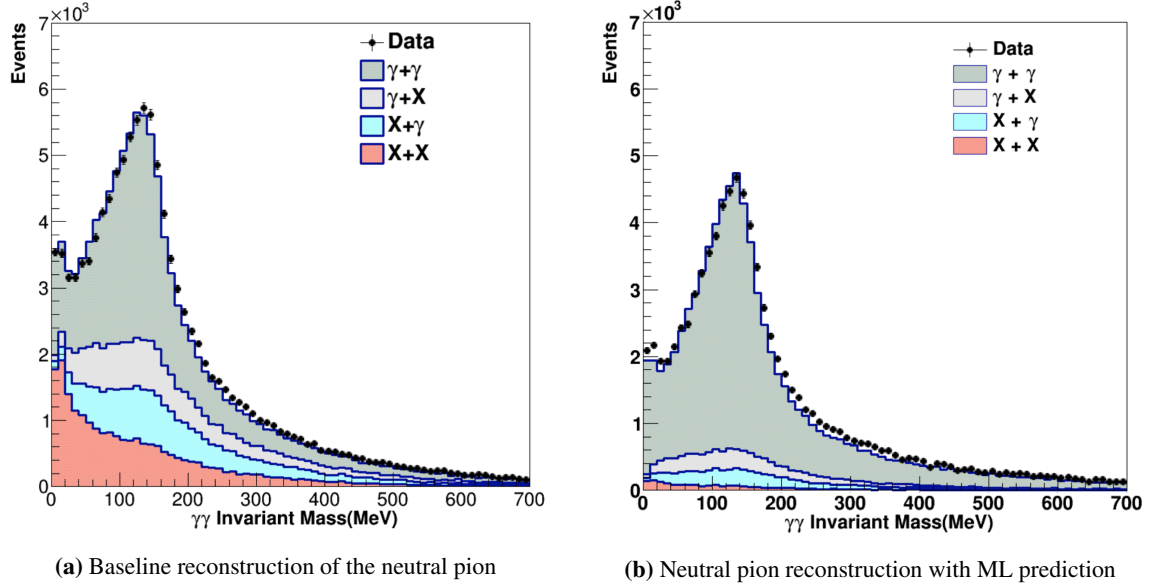 ×10³
7
6
5
4
3
2
1
0
Events
Data
γ+γ
γ+X
X+γ
X+X
0 100 200 300 400 500 600 700
γγ Invariant Mass(MeV)
(a) Baseline reconstruction of the neutral pion
×10³
7
6
5
4
3
2
1
0
Events
Data
γ + γ
γ + X
X + γ
X + X
0 100 200 300 400 500 600 700
γγ Invariant Mass(MeV)
(b) Neutral pion reconstruction with ML prediction